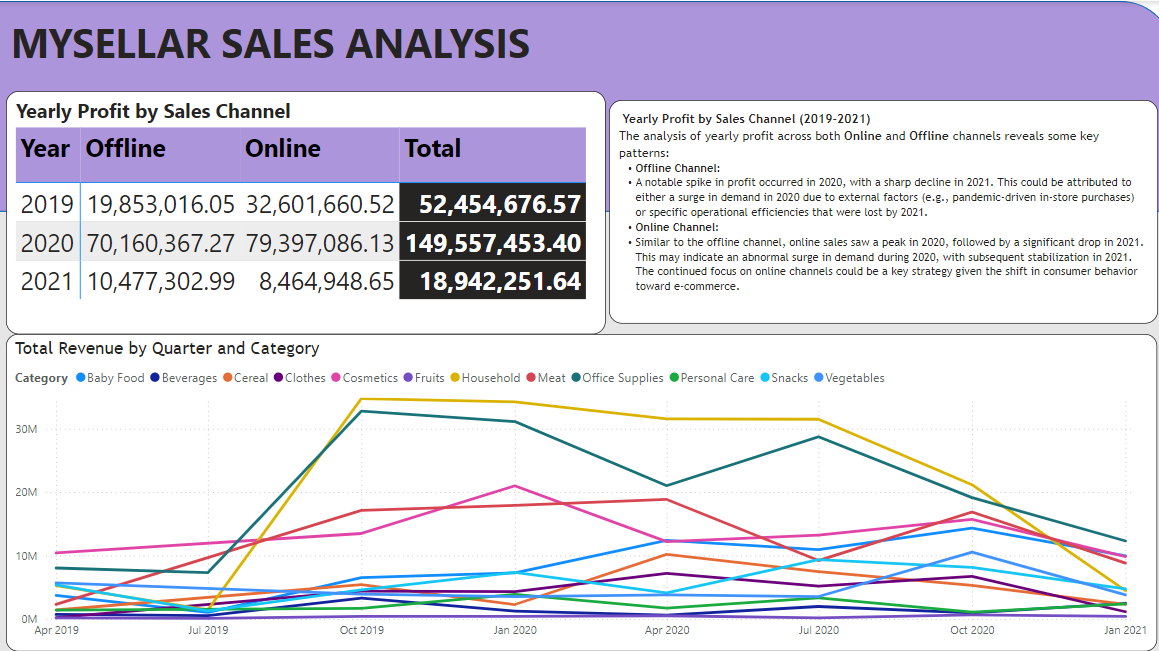 MYSELLAR SALES ANALYSIS
Yearly Profit by Sales Channel
Year Offline Online Total
2019 19,853,016.05 32,601,660.52 52,454,676.57
2020 70,160,367.27 79,397,086.13 149,557,453.40
2021 10,477,302.99 8,464,948.65 18,942,251.64
Yearly Profit by Sales Channel (2019-2021)
The analysis of yearly profit across both Online and Offline channels reveals some key
patterns:
• Offline Channel:
• A notable spike in profit occurred in 2020, with a sharp decline in 2021. This could be attributed to
either a surge in demand in 2020 due to external factors (e.g., pandemic-driven in-store purchases)
or specific operational efficiencies that were lost by 2021.
• Online Channel:
• Similar to the offline channel, online sales saw a peak in 2020, followed by a significant drop in 2021.
This may indicate an abnormal surge in demand during 2020, with subsequent stabilization in 2021.
The continued focus on online channels could be a key strategy given the shift in consumer behavior
toward e-commerce.
Total Revenue by Quarter and Category
Category Baby Food Beverages Cereal Clothes Cosmetics Fruits Household Meat Office Supplies Personal Care Snacks Vegetables
30M
20M
10M
0M
Apr 2019 Jul 2019 Oct 2019 Jan 2020 Apr 2020 Jul 2020 Oct 2020 Jan 2021